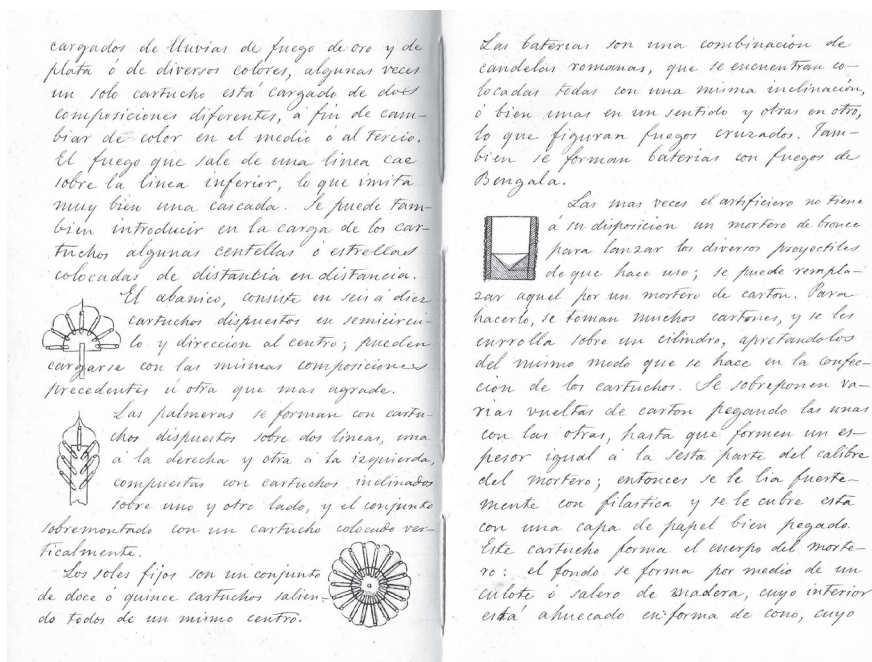 cargados de lluvias de fuego de oro y de
plata ó de diversos colores, algunas veces
un solo cartucho está cargado de dos
composiciones diferentes, á fin de cam-
biar de color en el medio ó al tercio.
El fuego que sale de una linea cae
sobre la linea inferior, lo que imita
muy bien una cascada. Se puede tam-
bien introducir en la carga de los car-
tuchos algunas centellas ó estrellas
colocadas de distantia en distancia.
El abanico, consiste en seis á diez
cartuchos dispuestos en semicircu-
lo y direccion al centro; pueden
cargarse con las mismas composiciones
precedentes ú otra que mas agrade.
Las palmeras se forman con cartu-
chos dispuestos sobre dos lineas, una
á la derecha y otra á la izquierda,
compuestas con cartuchos inclinados
sobre uno y otro lado, y el conjunto
sobremontado con un cartucho colocado ver-
ticalmente.
Los soles fijos son un conjunto
de doce ó quince cartuchos salien-
do todos de un mismo centro.
Las baterias son una combinación de
candelas romanas, que se encuentran co-
locadas todas con una misma inclinación,
ó bien unas en un sentido y otras en otro,
lo que figuran fuegos cruzados. Tam-
bien se forman baterias con fuegos de
Bengala.
Las mas veces el artificiero no tiene
á su disposicion un mortero de bronce
para lanzar los diversos proyectiles
de que hace uso; se puede rempla-
zar aquel por un mortero de carton. Para
hacerlo, se toman muchos cartones, y se les
enrrolla sobre un cilindro, apretandolos
del mismo modo que se hace en la confec-
cion de los cartuchos. Se sobreponen va-
rias vueltas de carton pegando las unas
con las otras, hasta que formen un es-
pesor igual á la sesta parte del calibre
del mortero; entonces se le lia fuerte-
mente con filastica y se le cubre esta
con una capa de papel bien pegado.
Este cartucho forma el cuerpo del morte-
ro: el fondo se forma por medio de un
culote ó salero de madera, cuyo interior
está ahuecado en forma de cono, cuyo